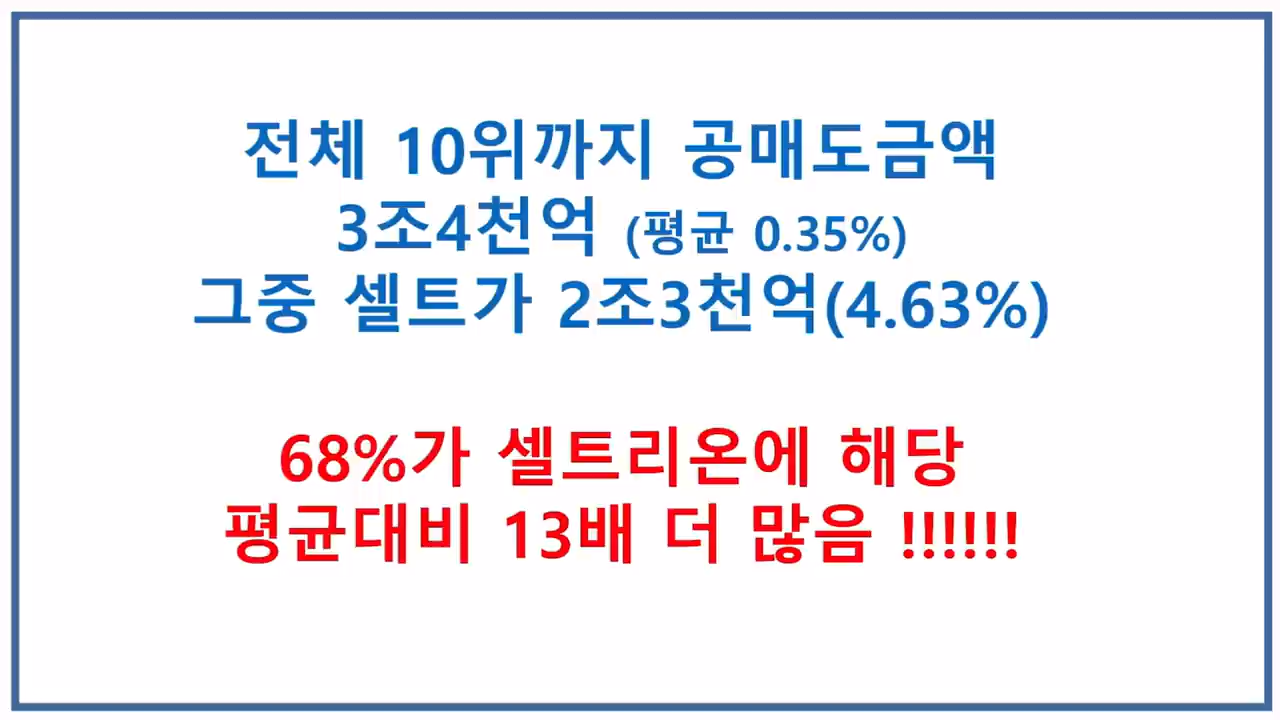 전체 10위까지 공매도금액
3조4천억 (평균 0.35%)
그중 셀트가 2조3천억(4.63%)
68%가 셀트리온에 해당
평균대비 13배 더 많음 !!!!!!